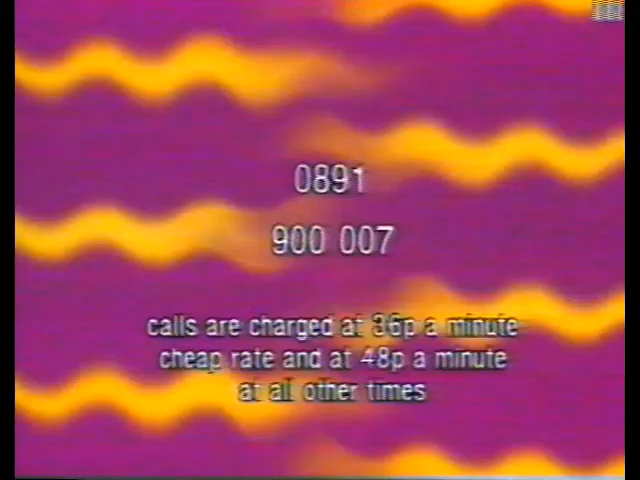 0891
900 007
calls are charged at 36p a minute
cheap rate and at 48p a minute
at all other times